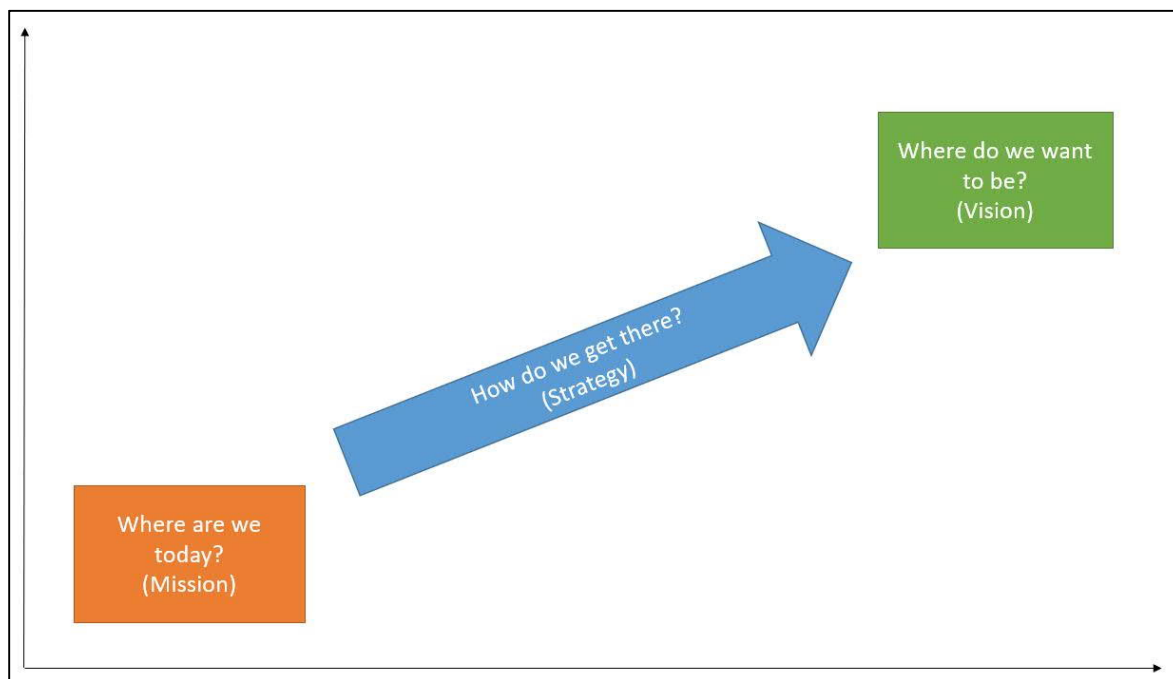 Where do we want
to be?
(Vision)
How do we get there?
(Strategy)
Where are we
today?
(Mission)